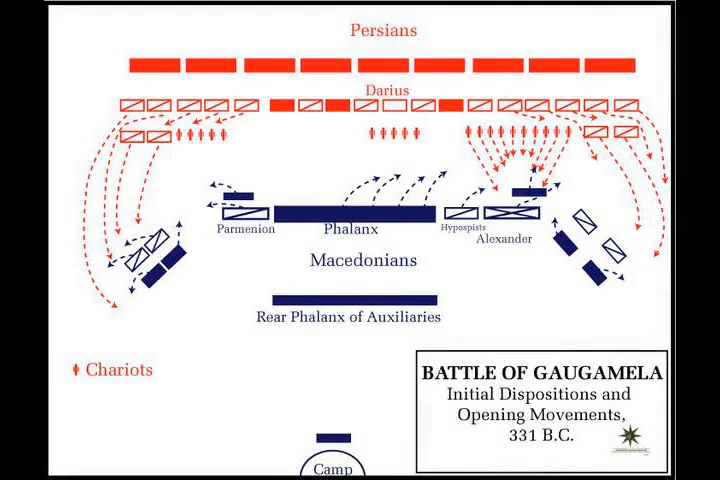 Persians
Darius
Parmenion
Phalanx
Hypospists
Alexander
Macedonians
Rear Phalanx of Auxiliaries
Chariots
BATTLE OF GAUGAMELA
Initial Dispositions and
Opening Movements,
331 B.C.
Camp